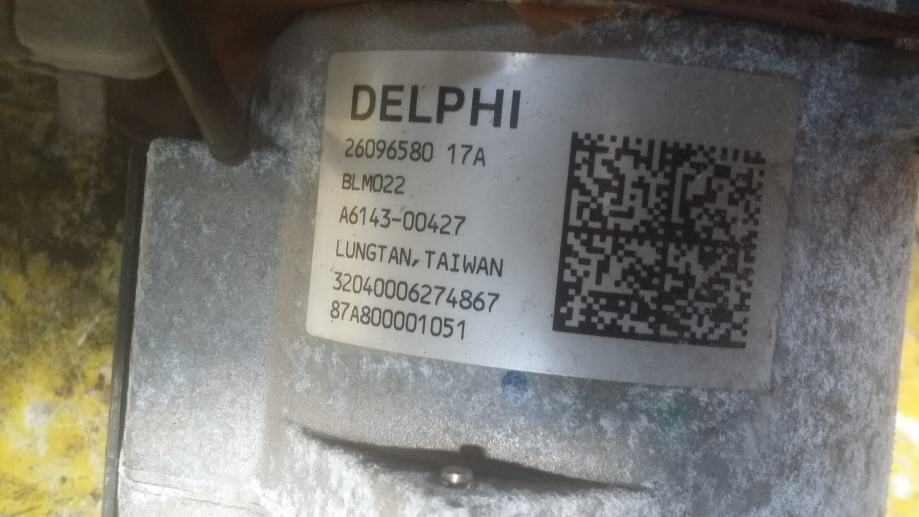 DELPHI
26096580 17A
BLM022
A6143-00427
LUNGTAN, TAIWAN
32040006274867
87A800001051